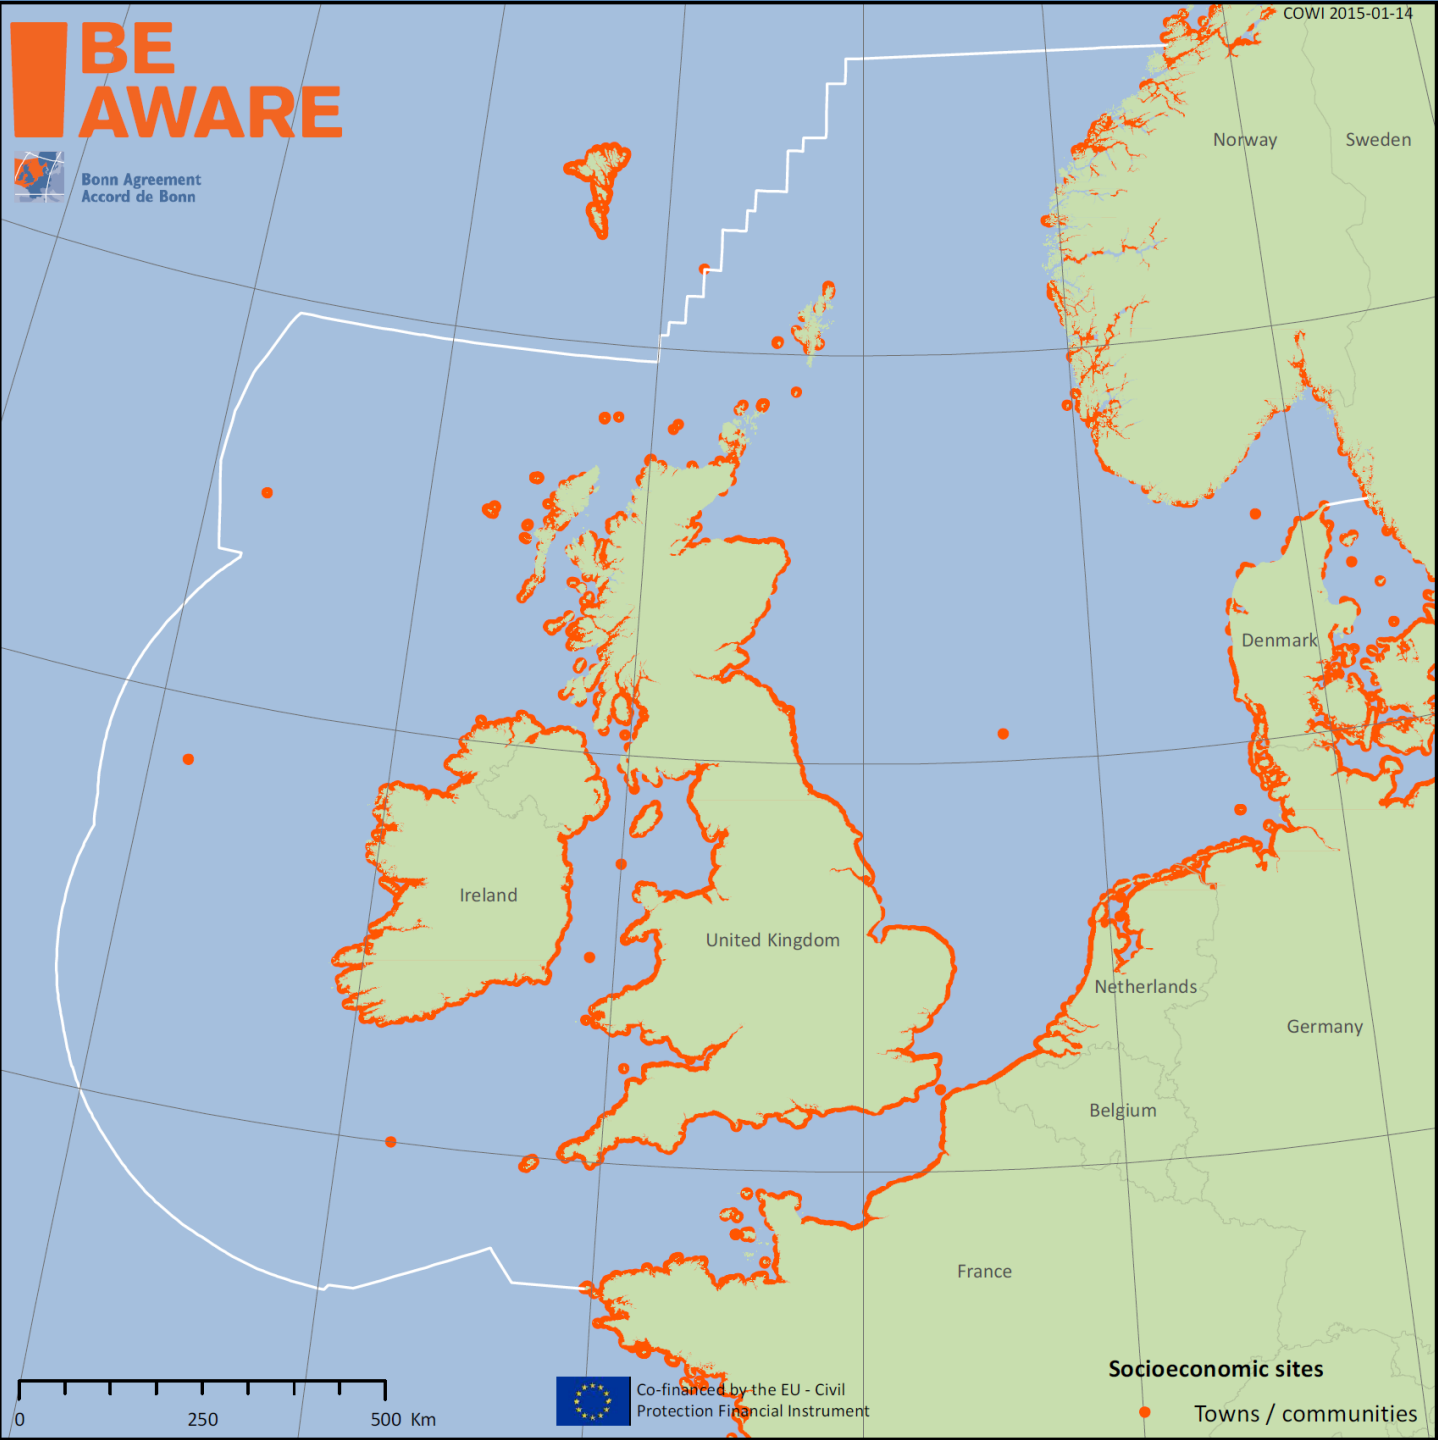 COWI 2015-01-14
BE
AWARE
Bonn Agreement
Accord de Bonn
Norway
Sweden
Denmark
Ireland
United Kingdom
Netherlands
Germany
Belgium
France
Socioeconomic sites
Towns / communities
0 250 500 Km
Co-financed by the EU - Civil
Protection Financial Instrument